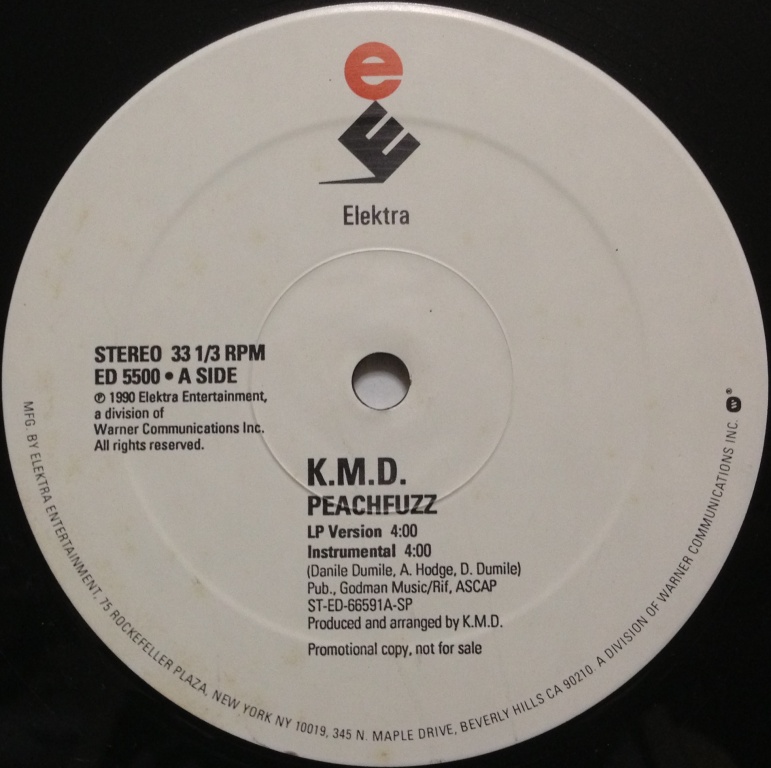 e
E
Elektra
STEREO 33 1/3 RPM
ED 5500 • A SIDE
℗ 1990 Elektra Entertainment,
a division of
Warner Communications Inc.
All rights reserved.
K.M.D.
PEACHFUZZ
LP Version 4:00
Instrumental 4:00
(Danile Dumile, A. Hodge, D. Dumile)
Pub., Godman Music/Rif, ASCAP
ST-ED-66591A-SP
Produced and arranged by K.M.D.
Promotional copy, not for sale
MFG. BY ELEKTRA ENTERTAINMENT, 75 ROCKEFELLER PLAZA, NEW YORK NY 10019, 345 N. MAPLE DRIVE, BEVERLY HILLS CA 90210. A DIVISION OF WARNER COMMUNICATIONS INC. W ®